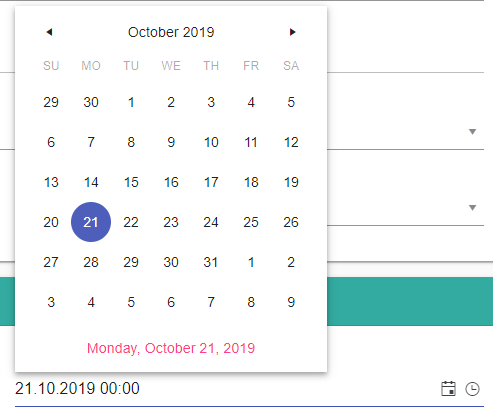 October 2019
SU MO TU WE TH FR SA
29 30 1 2 3 4 5
6 7 8 9 10 11 12
13 14 15 16 17 18 19
20 21 22 23 24 25 26
27 28 29 30 31 1 2
3 4 5 6 7 8 9
Monday, October 21, 2019
21.10.2019 00:00